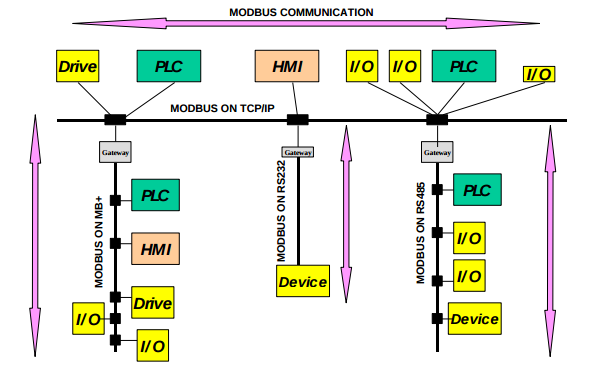 MODBUS COMMUNICATION
Drive
PLC
HMI
I/O
I/O
PLC
I/O
MODBUS ON TCP/IP
Gateway
Gateway
Gateway
MODBUS ON MB+
PLC
HMI
Drive
I/O
I/O
MODBUS ON RS232
Device
MODBUS ON RS485
PLC
I/O
I/O
Device